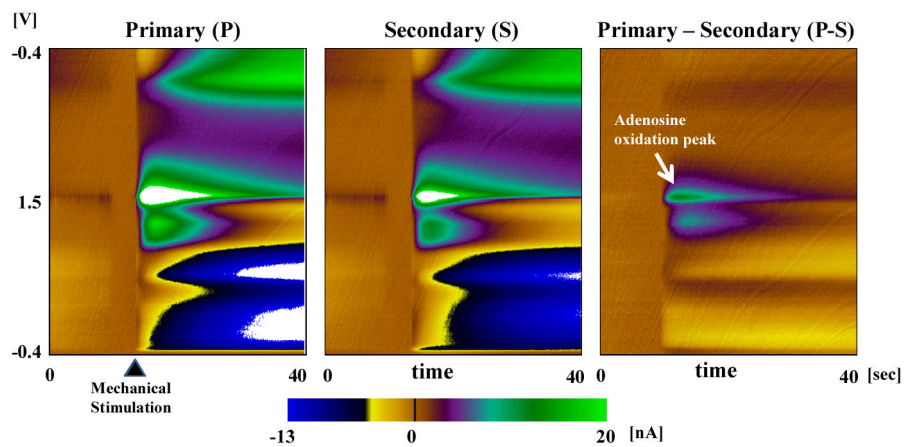 [V]
Primary (P)
Secondary (S)
Primary – Secondary (P-S)
-0.4
1.5
-0.4
Adenosine
oxidation peak
0
40
0
time
40
0
time
40
[sec]
Mechanical
Stimulation
-13
0
20
[nA]